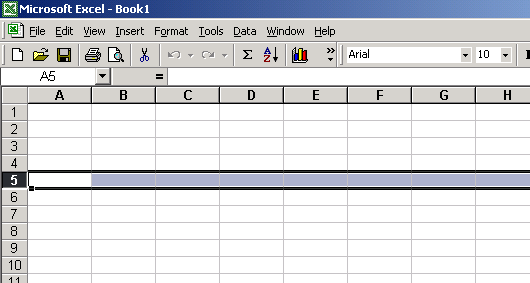 Microsoft Excel - Book1
File Edit View Insert Format Tools Data Window Help
Σ Arial 10
A5 =
A B C D E F G H
1
2
3
4
5
6
7
8
9
10
11